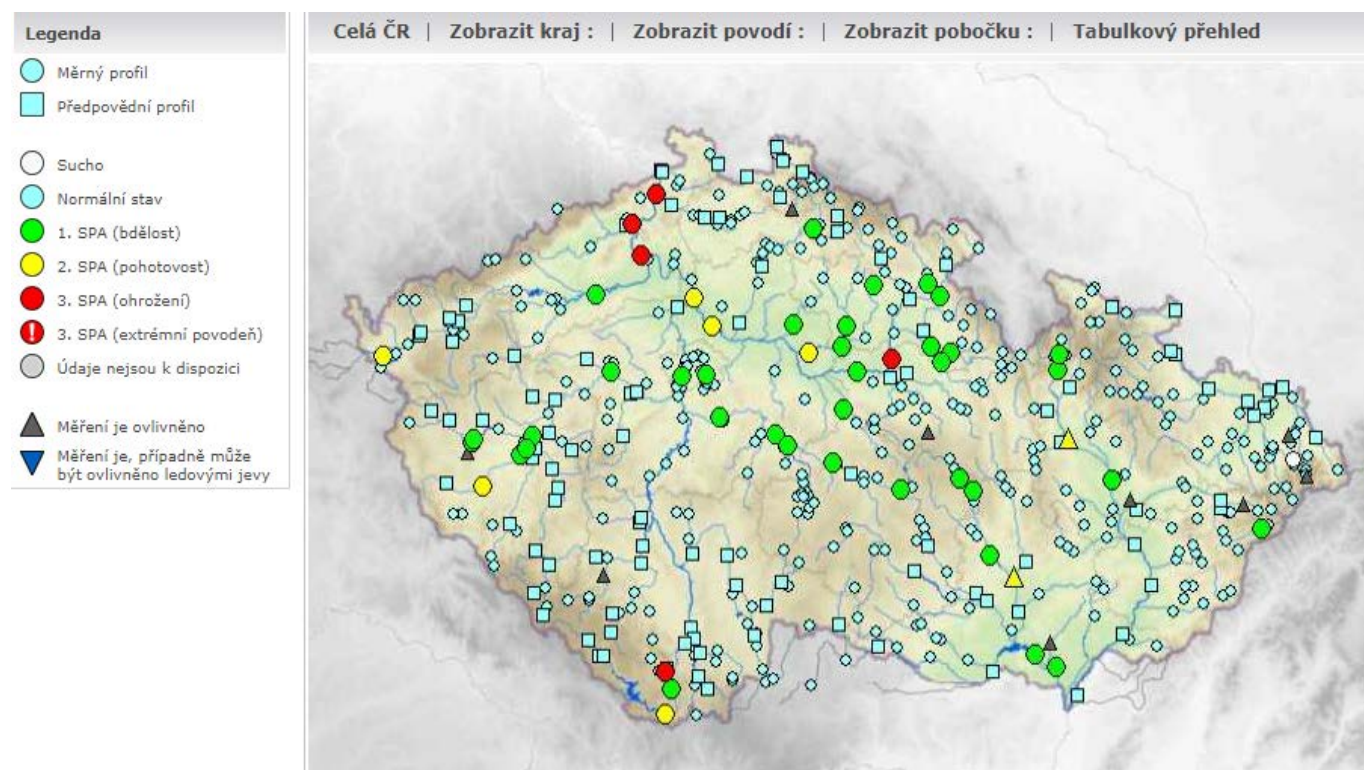 Legenda
Měrný profil
Předpovědní profil
Sucho
Normální stav
1. SPA (bdělost)
2. SPA (pohotovost)
3. SPA (ohrožení)
3. SPA (extrémní povodeň)
Údaje nejsou k dispozici
Měření je ovlivněno
Měření je, případně může
být ovlivněno ledovými jevy
Celá ČR | Zobrazit kraj : | Zobrazit povodí : | Zobrazit pobočku : | Tabulkový přehled